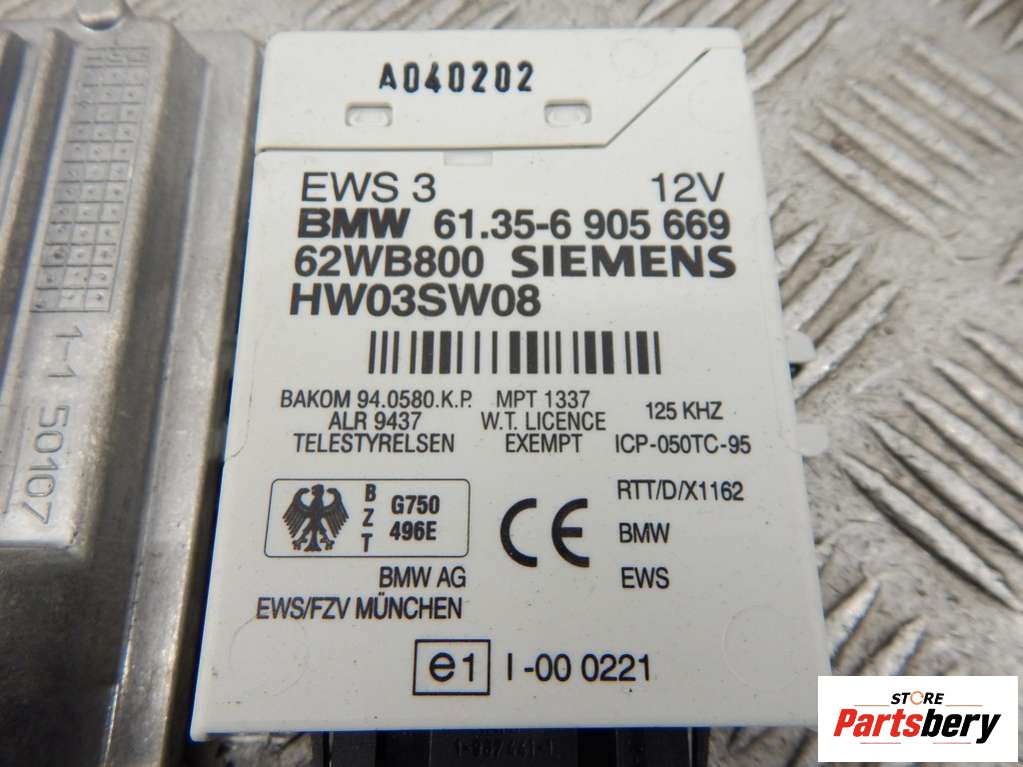 A040202
EWS 3 12V
BMW 61.35-6 905 669
62WB800 SIEMENS
HW03SW08
BAKOM 94.0580.K.P. MPT 1337
ALR 9437 W.T. LICENCE 125 KHZ
TELESTYRELSEN EXEMPT ICP-050TC-95
BZT G750 496E
CE
RTT/D/X1162
BMW
EWS
BMW AG
EWS/FZV MÜNCHEN
e1 I-00 0221
1-1 50107
STORE
Partsbery